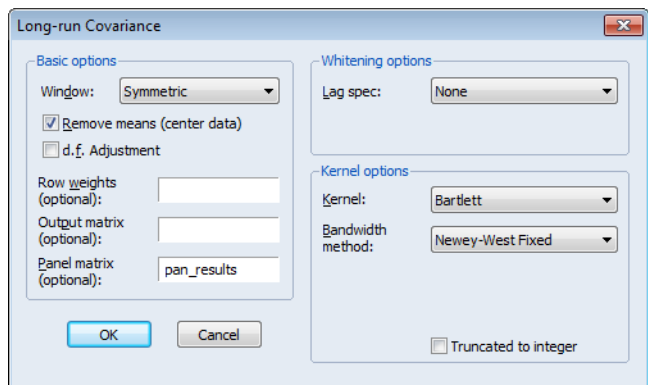 Long-run Covariance
Basic options
Window: Symmetric
Remove means (center data)
d.f. Adjustment
Row weights
(optional):
Output matrix
(optional):
Panel matrix
(optional): pan_results
OK Cancel
Whitening options
Lag spec: None
Kernel options
Kernel: Bartlett
Bandwidth
method: Newey-West Fixed
Truncated to integer